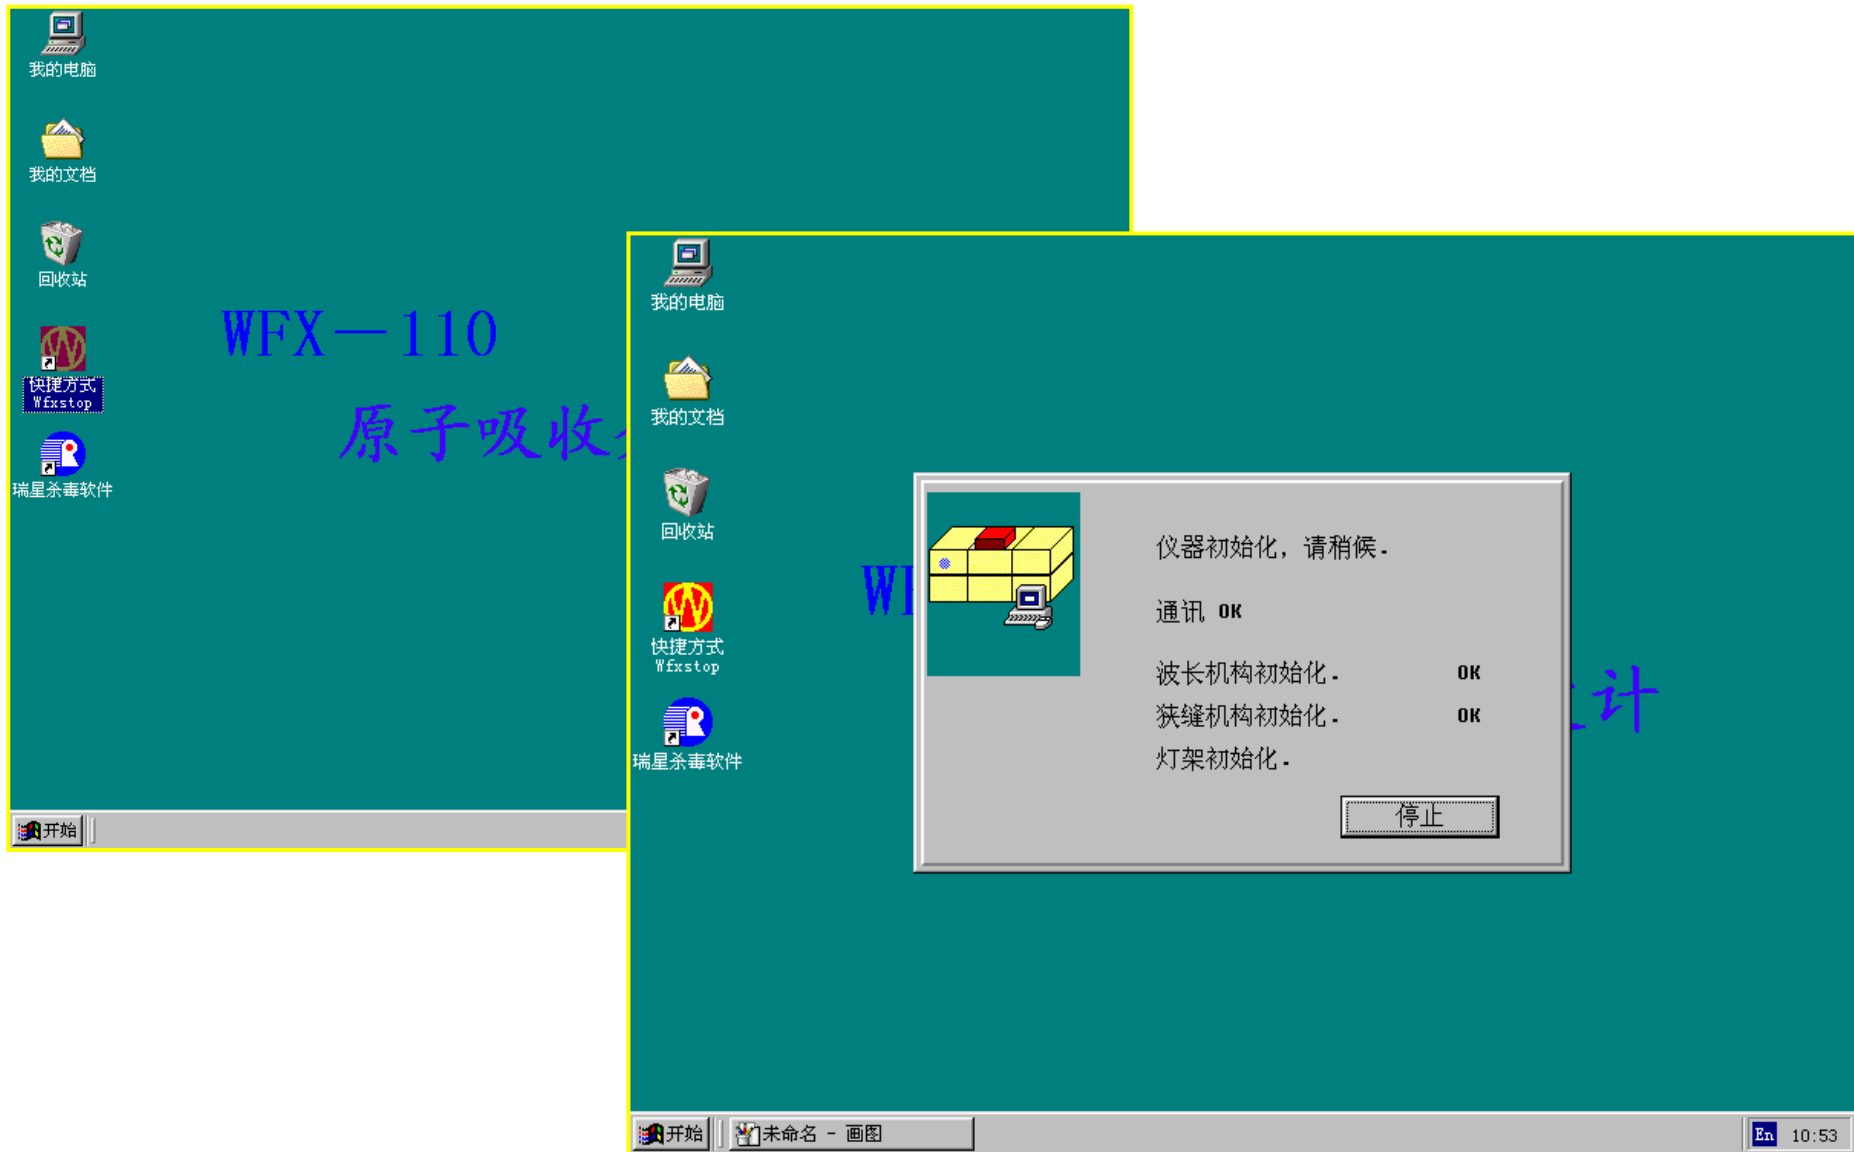 我的电脑
我的文档
回收站
快捷方式
Wfxstop
瑞星杀毒软件
WFX－110
原子吸收
开始
我的电脑
我的文档
回收站
快捷方式
Wfxstop
瑞星杀毒软件
仪器初始化，请稍候.
通讯 OK
波长机构初始化. OK
狭缝机构初始化. OK
灯架初始化.
停止
计
开始
未命名 - 画图
En 10:53